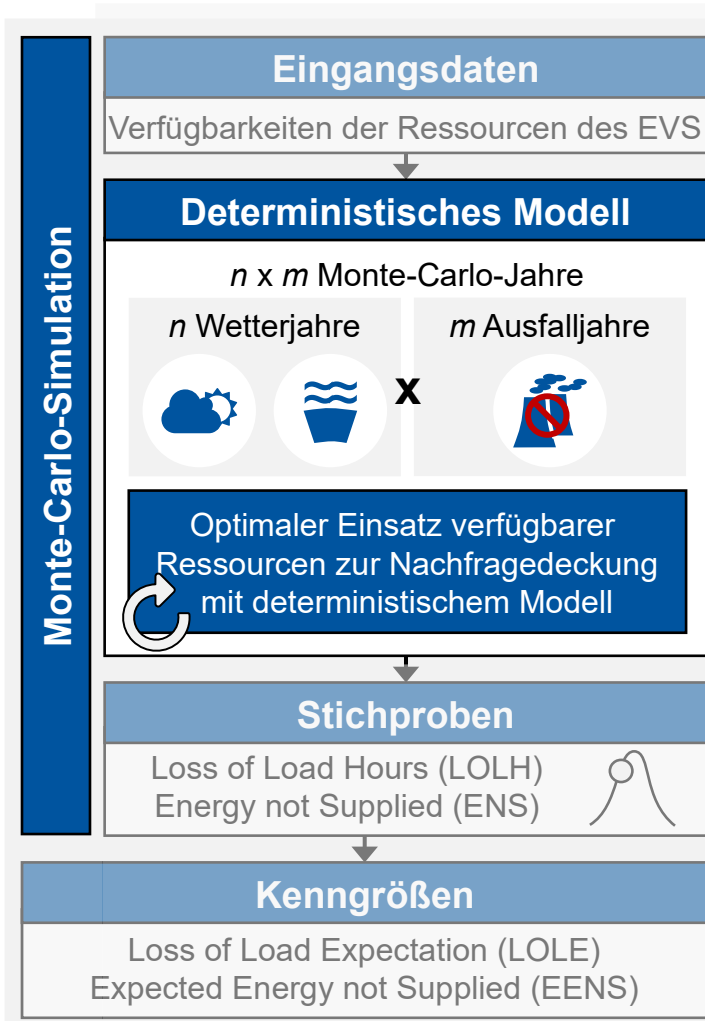 Monte-Carlo-Simulation
Eingangsdaten
Verfügbarkeiten der Ressourcen des EVS
Deterministisches Modell
n x m Monte-Carlo-Jahre
n Wetterjahre
x
m Ausfalljahre
Optimaler Einsatz verfügbarer
Ressourcen zur Nachfragedeckung
mit deterministischem Modell
Stichproben
Loss of Load Hours (LOLH)
Energy not Supplied (ENS)
Kenngrößen
Loss of Load Expectation (LOLE)
Expected Energy not Supplied (EENS)